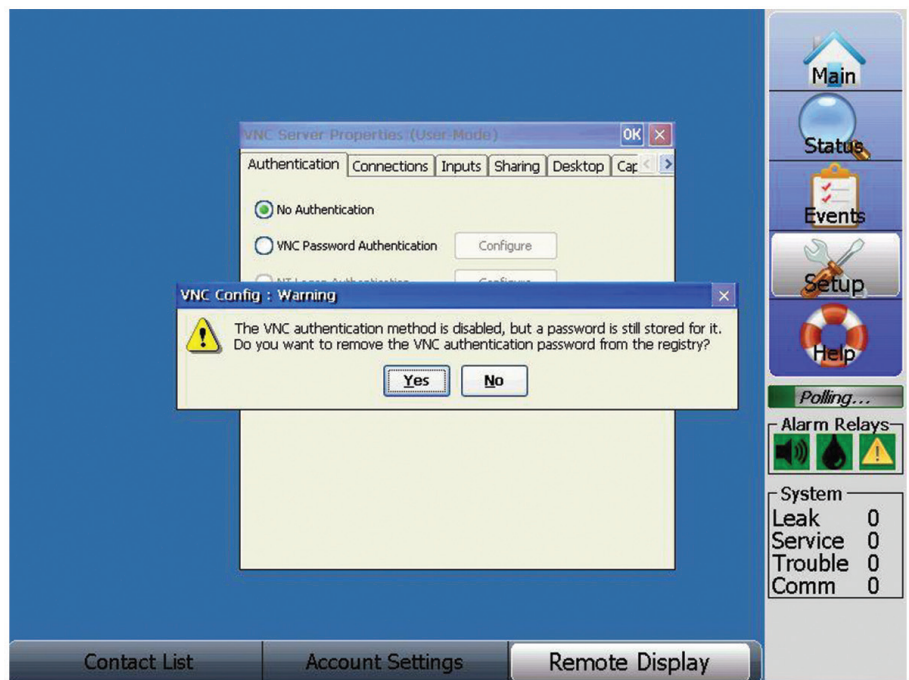 VNC Server Properties (User-Mode)
OK
Authentication
Connections
Inputs
Sharing
Desktop
No Authentication
VNC Password Authentication
Configure
VNC Config : Warning
The VNC authentication method is disabled, but a password is still stored for it.
Do you want to remove the VNC authentication password from the registry?
Yes
No
Main
Status
Events
Setup
Help
Polling...
Alarm Relays
System
Leak 0
Service 0
Trouble 0
Comm 0
Contact List
Account Settings
Remote Display